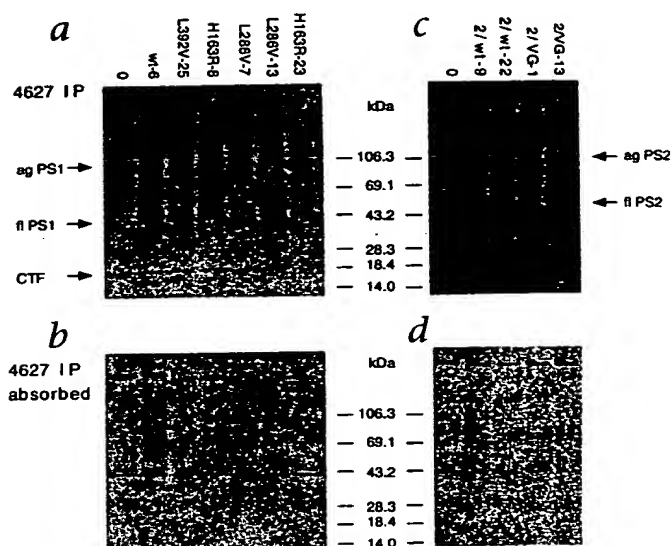 a
0
wt-6
L392V-25
H163R-8
L286V-7
L286V-13
H163R-23
4627 IP
ag PS1
fl PS1
CTF
kDa
106.3
69.1
43.2
28.3
18.4
14.0
c
0
2/ wt-9
2/ wt-22
2/ VG-1
2/VG-13
ag PS2
fl PS2
b
4627 IP
absorbed
kDa
106.3
69.1
43.2
28.3
18.4
14.0
d